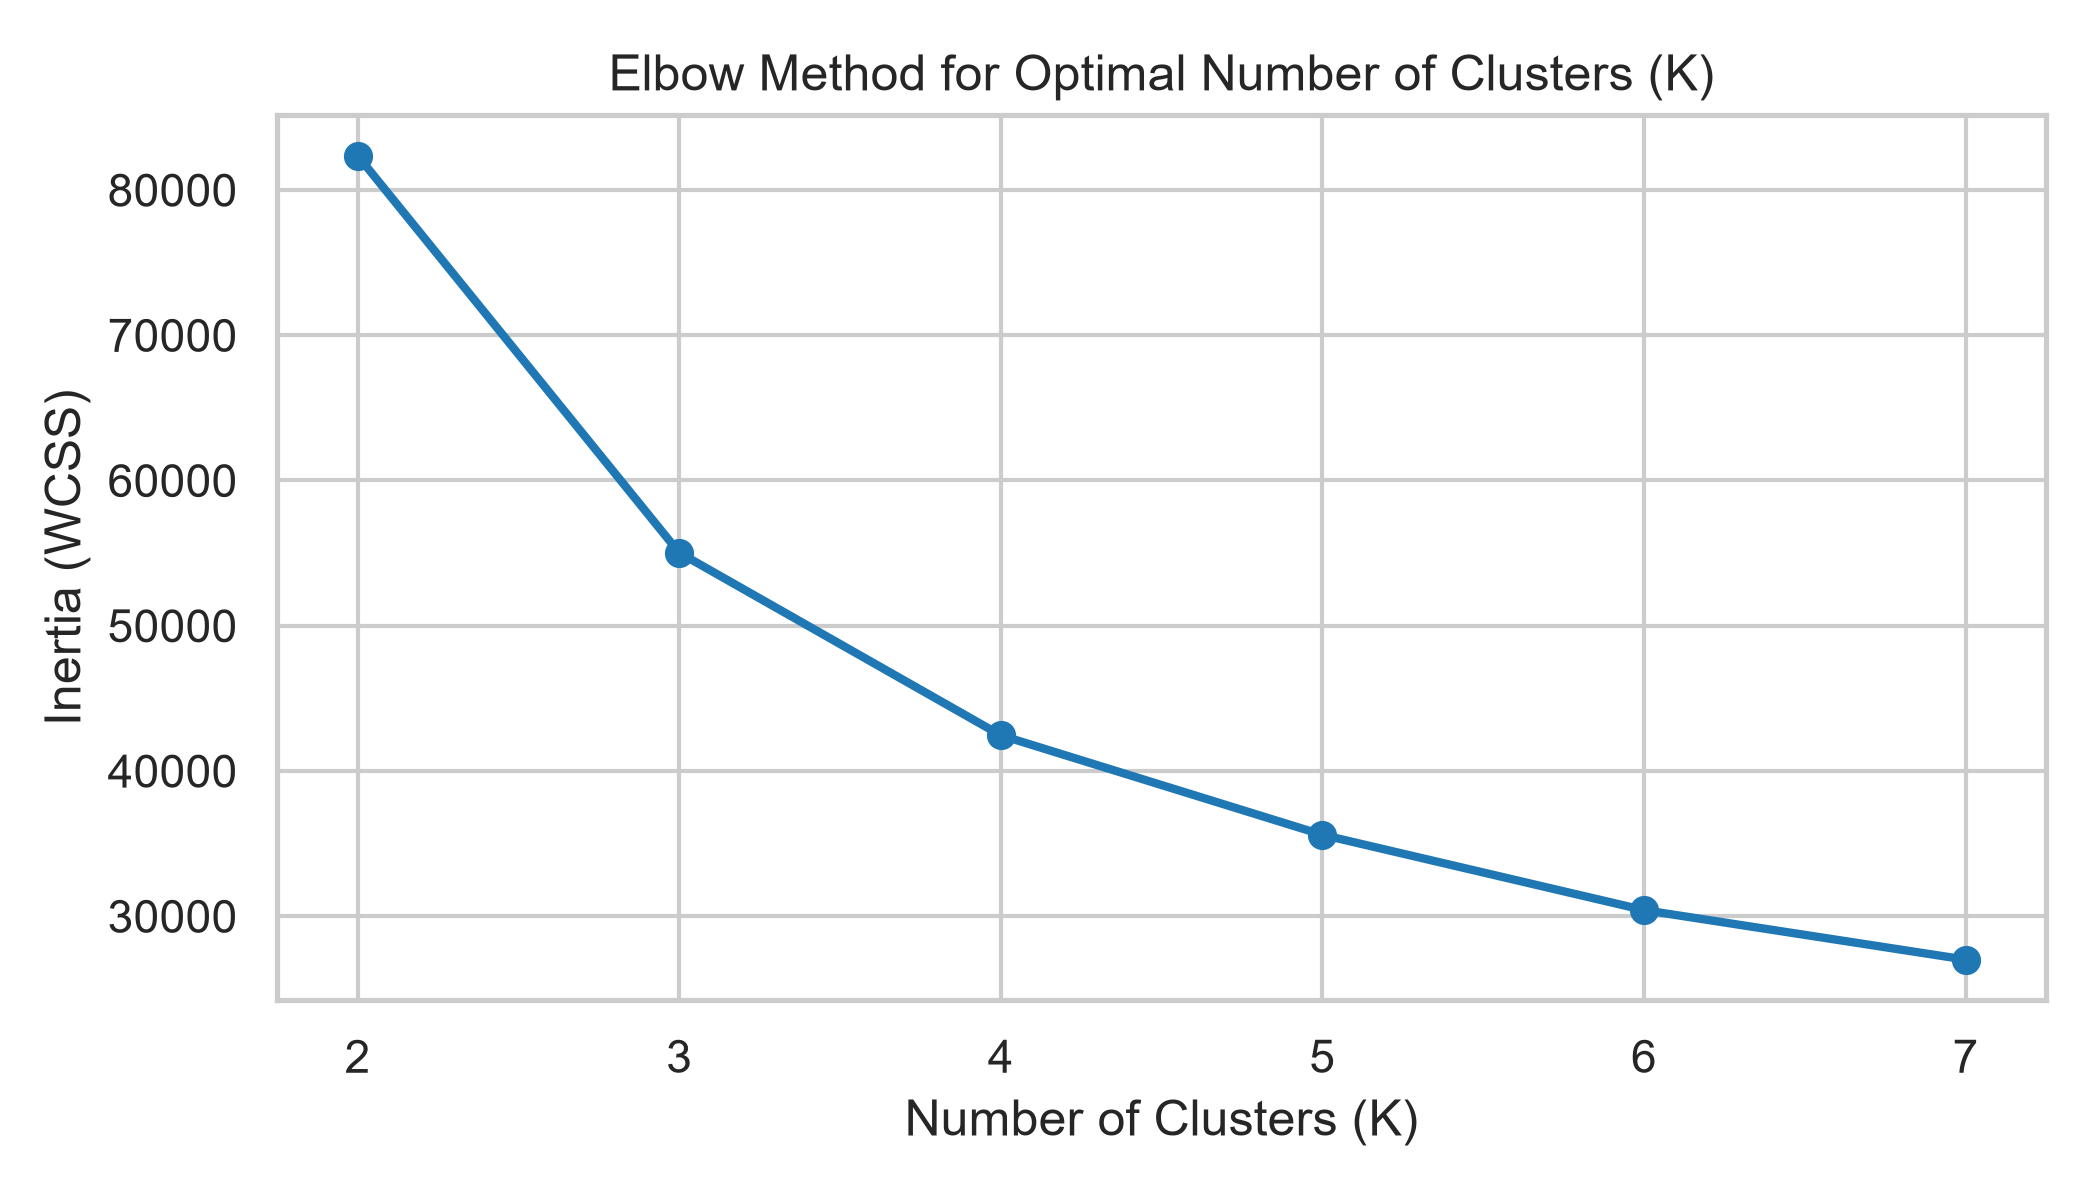 Elbow Method for Optimal Number of Clusters (K)
80000
70000
60000
50000
40000
30000
Inertia (WCSS)
2 3 4 5 6 7
Number of Clusters (K)